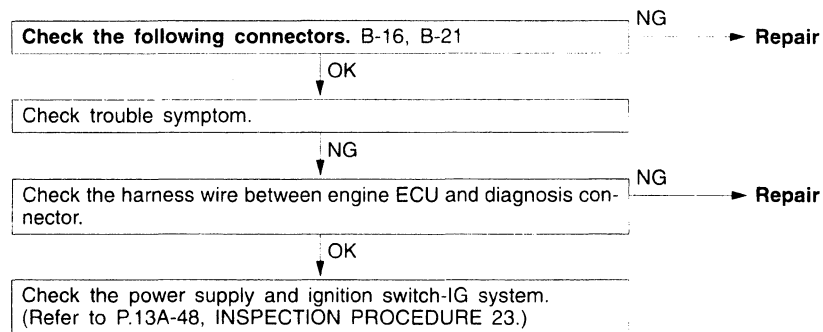 NG
Check the following connectors. B-16, B-21
Repair
OK
Check trouble symptom.
NG
NG
Check the harness wire between engine ECU and diagnosis con-
nector.
Repair
OK
Check the power supply and ignition switch-IG system.
(Refer to P.13A-48, INSPECTION PROCEDURE 23.)